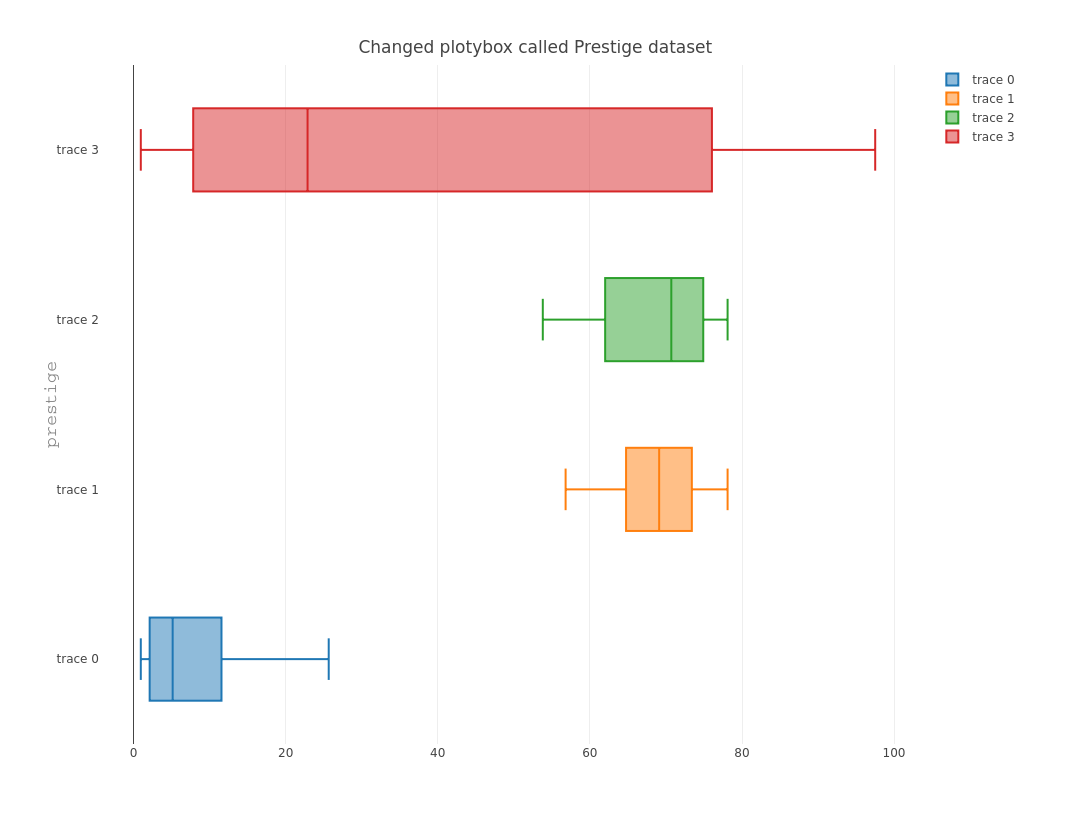 Changed plotybox called Prestige dataset
trace 0
trace 1
trace 2
trace 3
trace 3
trace 2
trace 1
trace 0
prestige
0 20 40 60 80 100